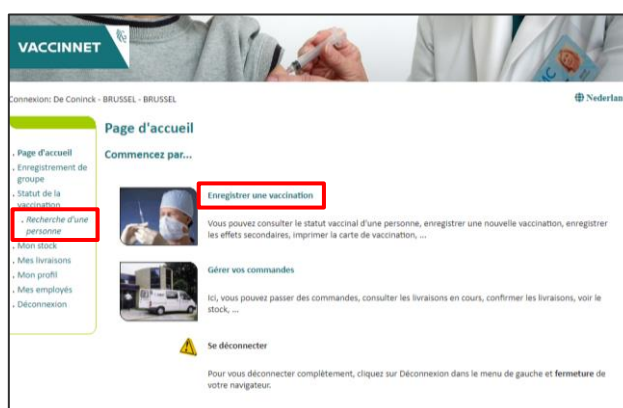 VACCINNET
Connexion: De Coninck - BRUSSEL - BRUSSEL
Nederlan
Page d'accueil
Commencez par...
. Page d'accueil
. Enregistrement de
groupe
. Statut de la
vaccination
. Recherche d'une
personne
. Mon stock
. Mes livraisons
. Mon profil
. Mes employés
. Déconnexion
Enregistrer une vaccination
Vous pouvez consulter le statut vaccinal d'une personne, enregistrer une nouvelle vaccination, enregistrer
les effets secondaires, imprimer la carte de vaccination, ...
Gérer vos commandes
Ici, vous pouvez passer des commandes, consulter les livraisons en cours, confirmer les livraisons, voir le
stock, ...
Se déconnecter
Pour vous déconnecter complètement, cliquez sur Déconnexion dans le menu de gauche et fermeture de
votre navigateur.